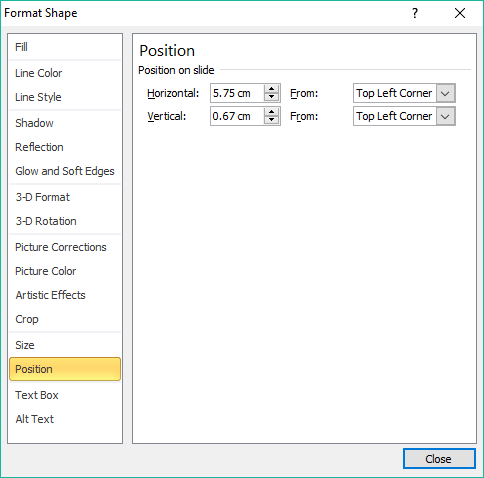 Format Shape
Fill
Line Color
Line Style
Shadow
Reflection
Glow and Soft Edges
3-D Format
3-D Rotation
Picture Corrections
Picture Color
Artistic Effects
Crop
Size
Position
Text Box
Alt Text
Position
Position on slide
Horizontal: 5.75 cm From: Top Left Corner
Vertical: 0.67 cm From: Top Left Corner
Close